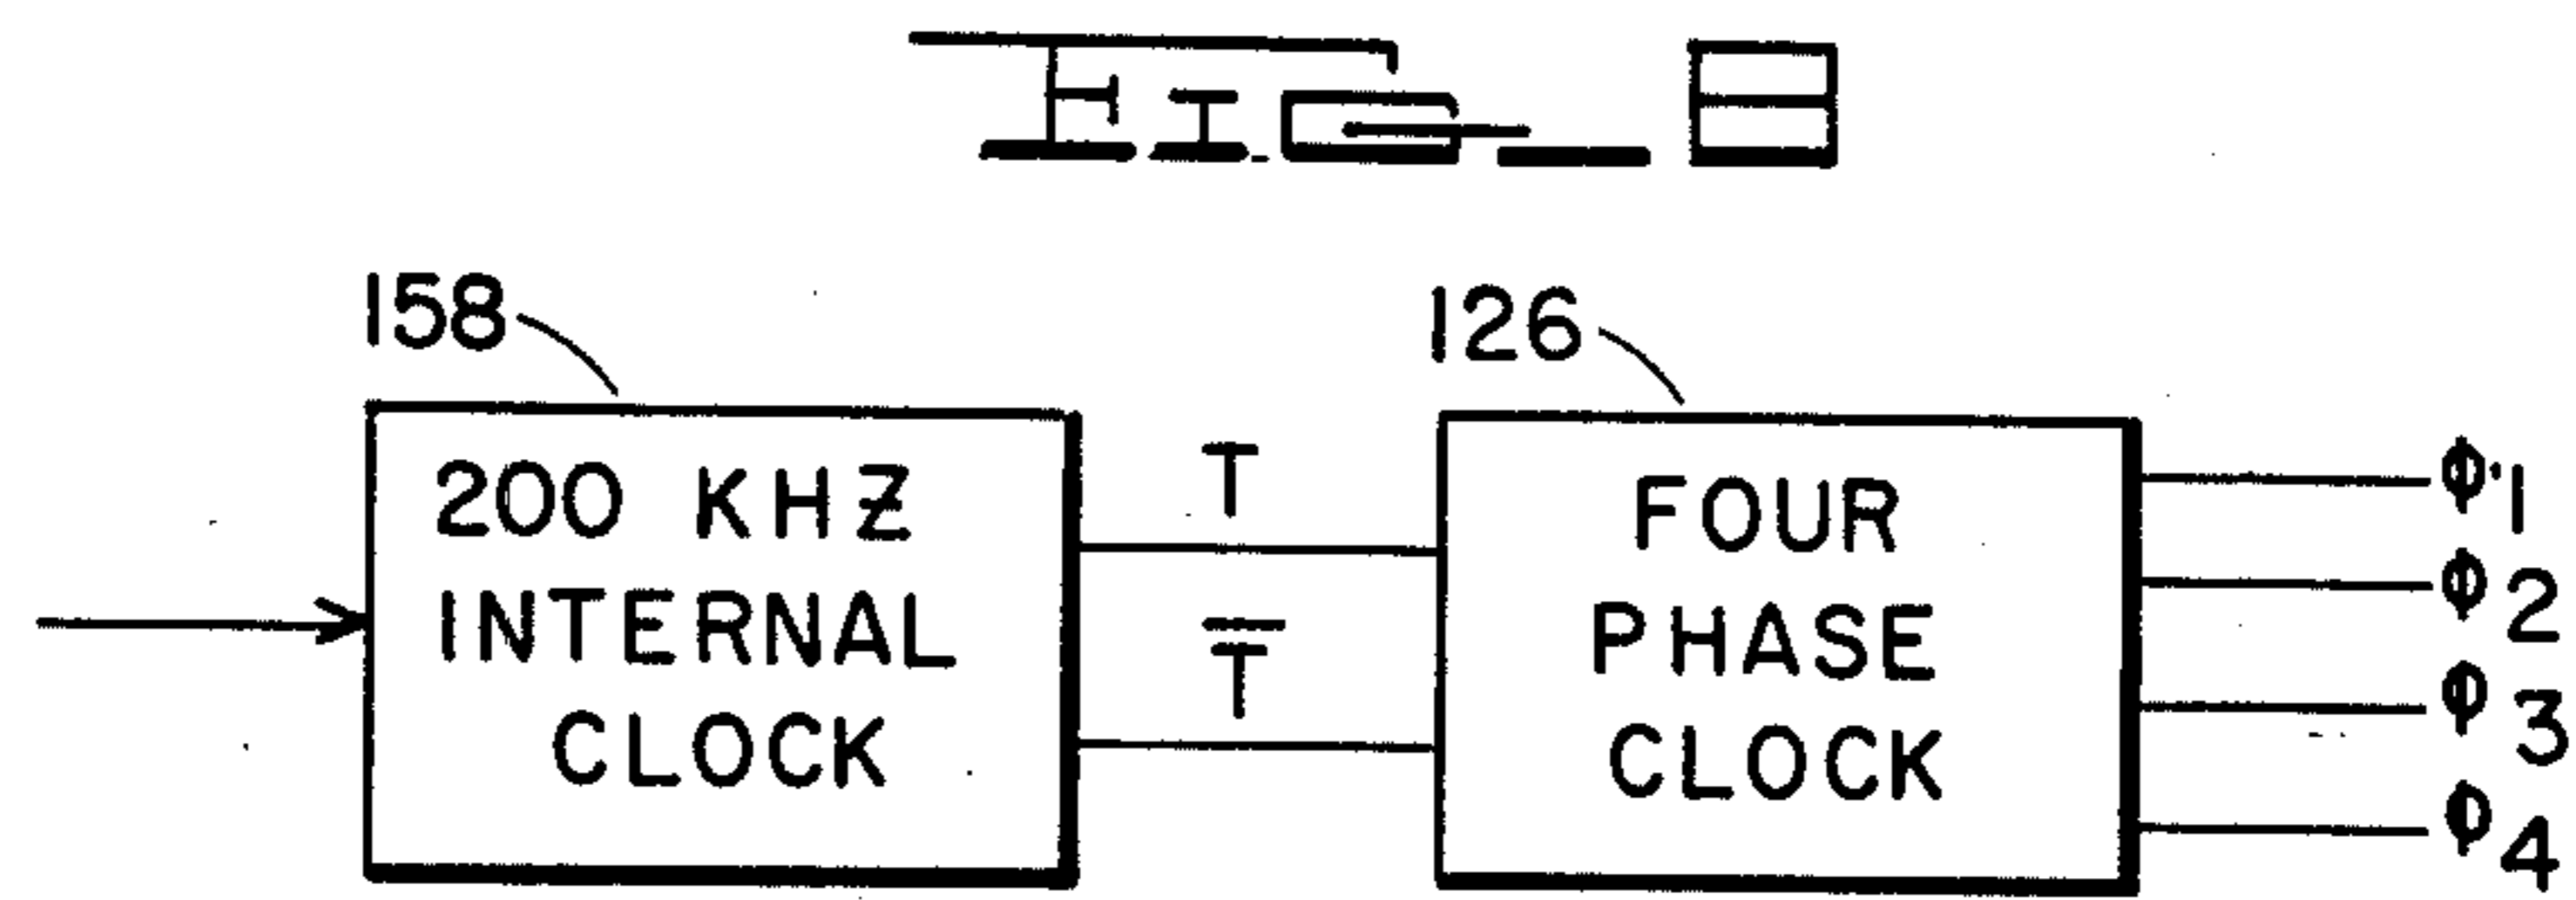 FIG_8
158
126
200 KHZ
INTERNAL
CLOCK
T
T̅
FOUR
PHASE
CLOCK
ϕ1
ϕ2
ϕ3
ϕ4